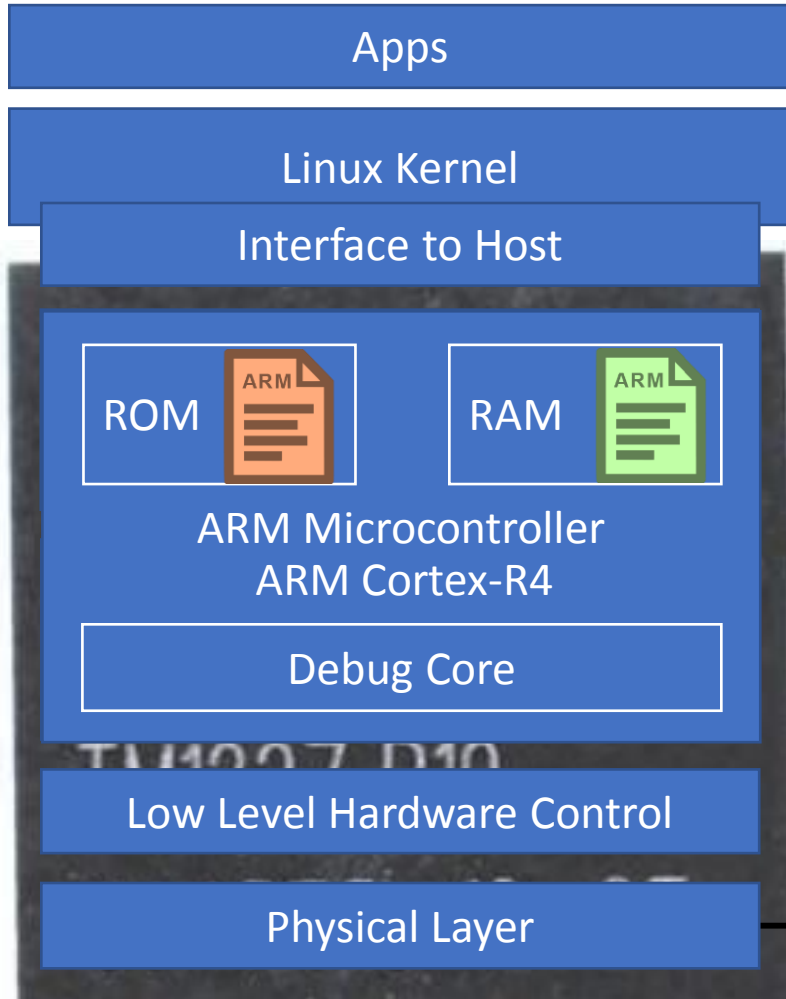 Apps
Linux Kernel
Interface to Host
ROM
ARM
RAM
ARM
ARM Microcontroller
ARM Cortex-R4
Debug Core
Low Level Hardware Control
Physical Layer